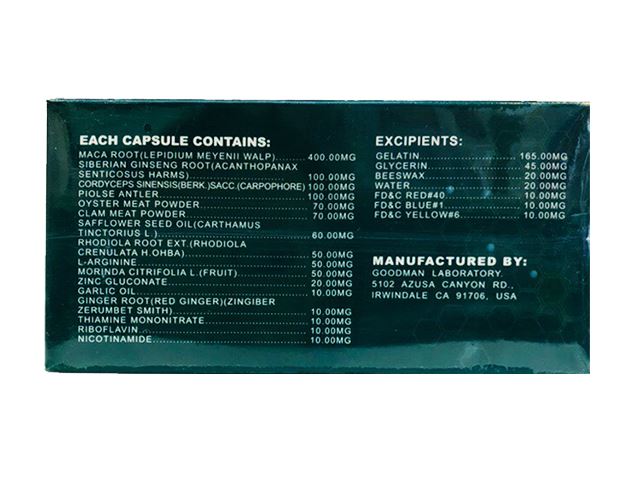 EACH CAPSULE CONTAINS:
MACA ROOT(LEPIDIUM MEYENII WALP)........ 400.00MG
SIBERIAN GINSENG ROOT(ACANTHOPANAX
SENTICOSUS HARMS)................................100.00MG
CORDYCEPS SINENSIS(BERK.)SACC.(CARPOPHORE) 100.00MG
PIOLSE ANTLER.......................................100.00MG
OYSTER MEAT POWDER............................70.00MG
CLAM MEAT POWDER................................70.00MG
SAFFLOWER SEED OIL(CARTHAMUS
TINCTORIUS L.)........................................60.00MG
RHODIOLA ROOT EXT.(RHODIOLA
CRENULATA H.OHBA)................................50.00MG
L-ARGININE.............................................50.00MG
MORINDA CITRIFOLIA L.(FRUIT)..................50.00MG
ZINC GLUCONATE....................................20.00MG
GARLIC OIL..............................................10.00MG
GINGER ROOT(RED GINGER)(ZINGIBER
ZERUMBET SMITH)...................................10.00MG
THIAMINE MONONITRATE..........................10.00MG
RIBOFLAVIN.............................................10.00MG
NICOTINAMIDE.........................................10.00MG
EXCIPIENTS:
GELATIN.........................165.00MG
GLYCERIN........................45.00MG
BEESWAX........................20.00MG
WATER............................20.00MG
FD&C RED#40...................10.00MG
FD&C BLUE#1...................10.00MG
FD&C YELLOW#6..............10.00MG
MANUFACTURED BY:
GOODMAN LABORATORY.
5102 AZUSA CANYON RD.,
IRWINDALE CA 91706, USA